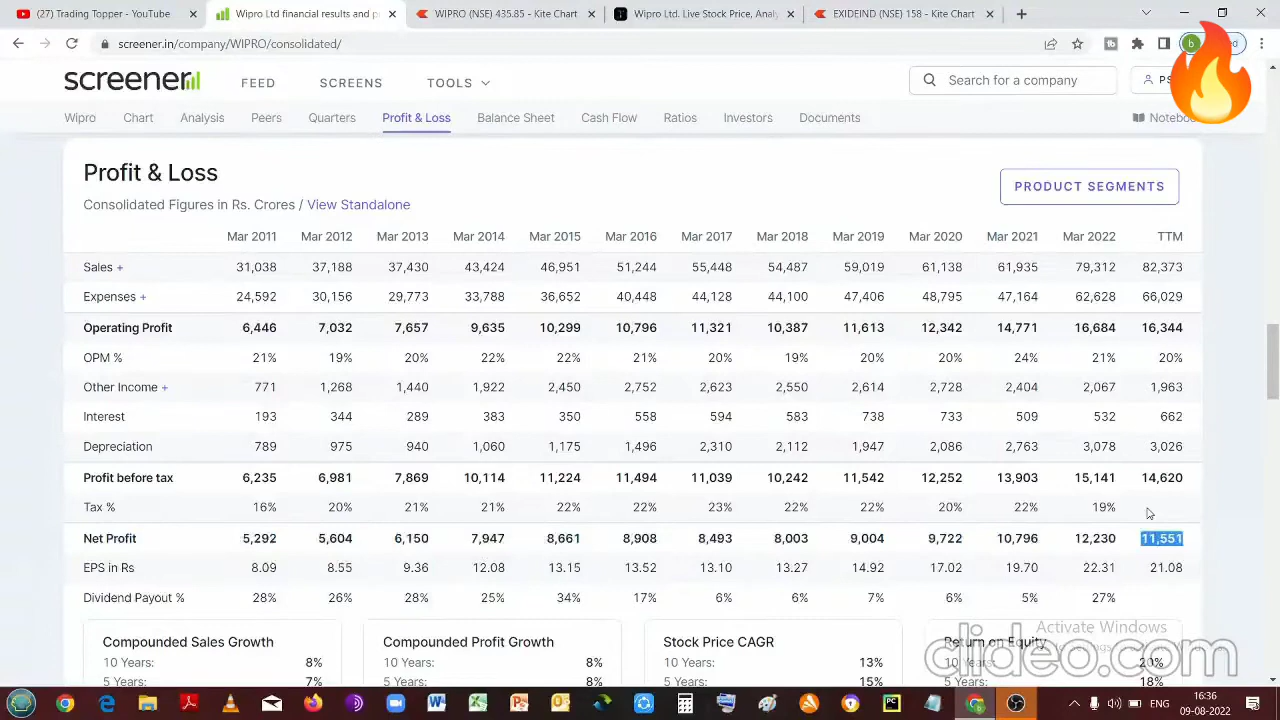 (27) Trading Topper - YouTube
Wipro Ltd financial results and p
WIPRO (NSE) 435.85 - Kite Chart
Wipro Ltd. Live Stock Price, Analy
EXIDEIND (NSE) 158 - Kite Chart
screener.in/company/WIPRO/consolidated/
screener
FEED SCREENS TOOLS
Search for a company
Wipro Chart Analysis Peers Quarters Profit & Loss Balance Sheet Cash Flow Ratios Investors Documents
Profit & Loss
PRODUCT SEGMENTS
Consolidated Figures in Rs. Crores / View Standalone
Mar 2011 Mar 2012 Mar 2013 Mar 2014 Mar 2015 Mar 2016 Mar 2017 Mar 2018 Mar 2019 Mar 2020 Mar 2021 Mar 2022 TTM
Sales + 31,038 37,188 37,430 43,424 46,951 51,244 55,448 54,487 59,019 61,138 61,935 79,312 82,373
Expenses + 24,592 30,156 29,773 33,788 36,652 40,448 44,128 44,100 47,406 48,795 47,164 62,628 66,029
Operating Profit 6,446 7,032 7,657 9,635 10,299 10,796 11,321 10,387 11,613 12,342 14,771 16,684 16,344
OPM % 21% 19% 20% 22% 22% 21% 20% 19% 20% 20% 24% 21% 20%
Other Income + 771 1,268 1,440 1,922 2,450 2,752 2,623 2,550 2,614 2,728 2,404 2,067 1,963
Interest 193 344 289 383 350 558 594 583 738 733 509 532 662
Depreciation 789 975 940 1,060 1,175 1,496 2,310 2,112 1,947 2,086 2,763 3,078 3,026
Profit before tax 6,235 6,981 7,869 10,114 11,224 11,494 11,039 10,242 11,542 12,252 13,903 15,141 14,620
Tax % 16% 20% 21% 21% 22% 22% 23% 22% 22% 20% 22% 19%
Net Profit 5,292 5,604 6,150 7,947 8,661 8,908 8,493 8,003 9,004 9,722 10,796 12,230 11,551
EPS in Rs 8.09 8.55 9.36 12.08 13.15 13.52 13.10 13.27 14.92 17.02 19.70 22.31 21.08
Dividend Payout % 28% 26% 28% 25% 34% 17% 6% 6% 7% 6% 5% 27%
Activate Windows
Compounded Sales Growth Compounded Profit Growth Stock Price CAGR Return on Equity
clideo.com
10 Years: 8% 10 Years: 8% 10 Years: 13% 10 Years: 20%
5 Years: 7% 5 Years: 8% 5 Years: 18% 5 Years: 18%
ENG
16:36
09-08-2022